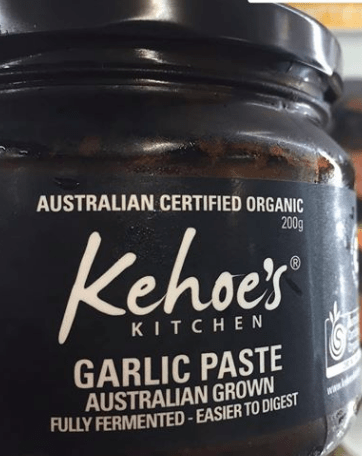 AUSTRALIAN CERTIFIED ORGANIC
200g
Kehoe's®
KITCHEN
GARLIC PASTE
AUSTRALIAN GROWN
FULLY FERMENTED - EASIER TO DIGEST